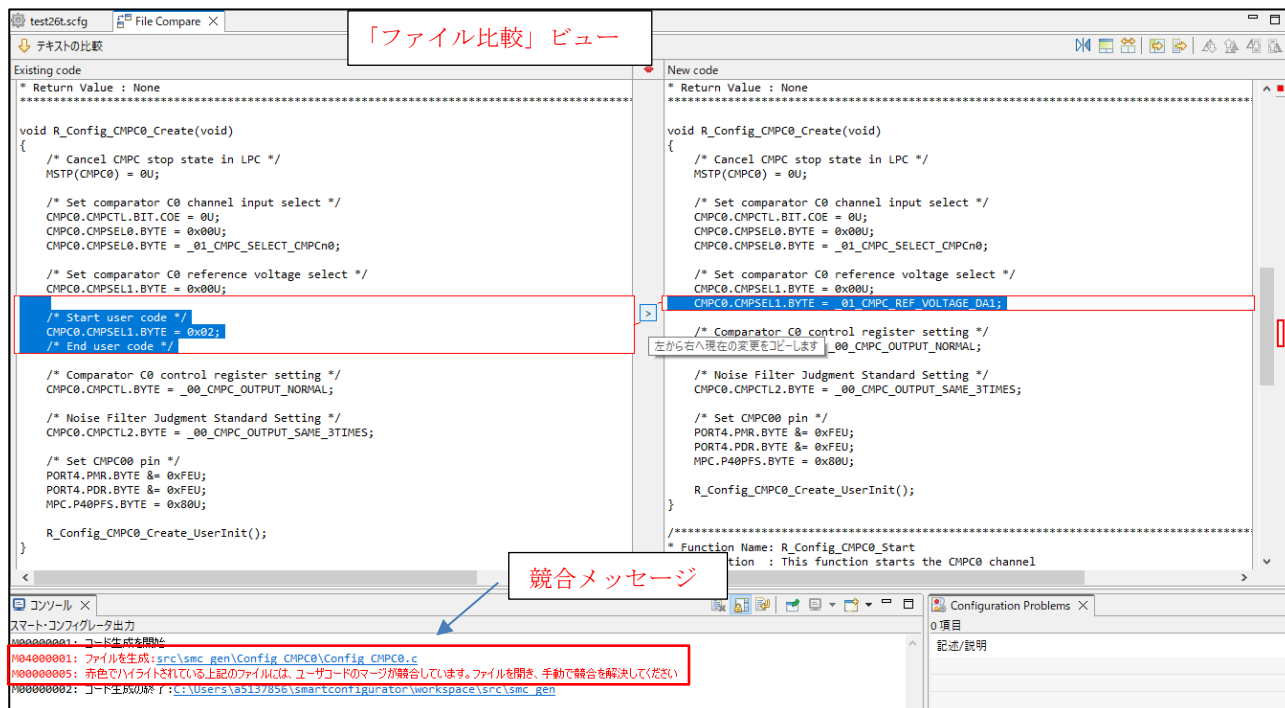 test26t.scfg
File Compare
「ファイル比較」ビュー
テキストの比較
Existing code
New code
* Return Value : None
void R_Config_CMPC0_Create(void)
{
/* Cancel CMPC stop state in LPC */
MSTP(CMPC0) = 0U;
/* Set comparator C0 channel input select */
CMPC0.CMPCTL.BIT.COE = 0U;
CMPC0.CMPSEL0.BYTE = 0x00U;
CMPC0.CMPSEL0.BYTE = _01_CMPC_SELECT_CMPCn0;
/* Set comparator C0 reference voltage select */
CMPC0.CMPSEL1.BYTE = 0x00U;
/* Start user code */
CMPC0.CMPSEL1.BYTE = 0x02;
/* End user code */
/* Comparator C0 control register setting */
CMPC0.CMPCTL.BYTE = _00_CMPC_OUTPUT_NORMAL;
/* Noise Filter Judgment Standard Setting */
CMPC0.CMPCTL2.BYTE = _00_CMPC_OUTPUT_SAME_3TIMES;
/* Set CMPC00 pin */
PORT4.PMR.BYTE &= 0xFEU;
PORT4.PDR.BYTE &= 0xFEU;
MPC.P40PFS.BYTE = 0x80U;
R_Config_CMPC0_Create_UserInit();
}
>
左から右へ現在の変更をコピーします
* Return Value : None
void R_Config_CMPC0_Create(void)
{
/* Cancel CMPC stop state in LPC */
MSTP(CMPC0) = 0U;
/* Set comparator C0 channel input select */
CMPC0.CMPCTL.BIT.COE = 0U;
CMPC0.CMPSEL0.BYTE = 0x00U;
CMPC0.CMPSEL0.BYTE = _01_CMPC_SELECT_CMPCn0;
/* Set comparator C0 reference voltage select */
CMPC0.CMPSEL1.BYTE = 0x00U;
CMPC0.CMPSEL1.BYTE = _01_CMPC_REF_VOLTAGE_DA1;
/* Comparator C0 control register setting */
_00_CMPC_OUTPUT_NORMAL;
/* Noise Filter Judgment Standard Setting */
CMPC0.CMPCTL2.BYTE = _00_CMPC_OUTPUT_SAME_3TIMES;
/* Set CMPC00 pin */
PORT4.PMR.BYTE &= 0xFEU;
PORT4.PDR.BYTE &= 0xFEU;
MPC.P40PFS.BYTE = 0x80U;
R_Config_CMPC0_Create_UserInit();
}
/***********************************************************************
* Function Name: R_Config_CMPC0_Start
tion : This function starts the CMPC0 channel
競合メッセージ
コンソール
スマート・コンフィグレータ出力
M00000001: コード生成を開始
M04000001: ファイルを生成:src\smc_gen\Config_CMPC0\Config_CMPC0.c
M00000005: 赤色でハイライトされている上記のファイルには、ユーザコードのマージが競合しています。ファイルを開き、手動で競合を解決してください
M00000002: コード生成の終了:C:\Users\a5137856\smartconfigurator\workspace\src\smc_gen
Configuration Problems
0 項目
記述/説明